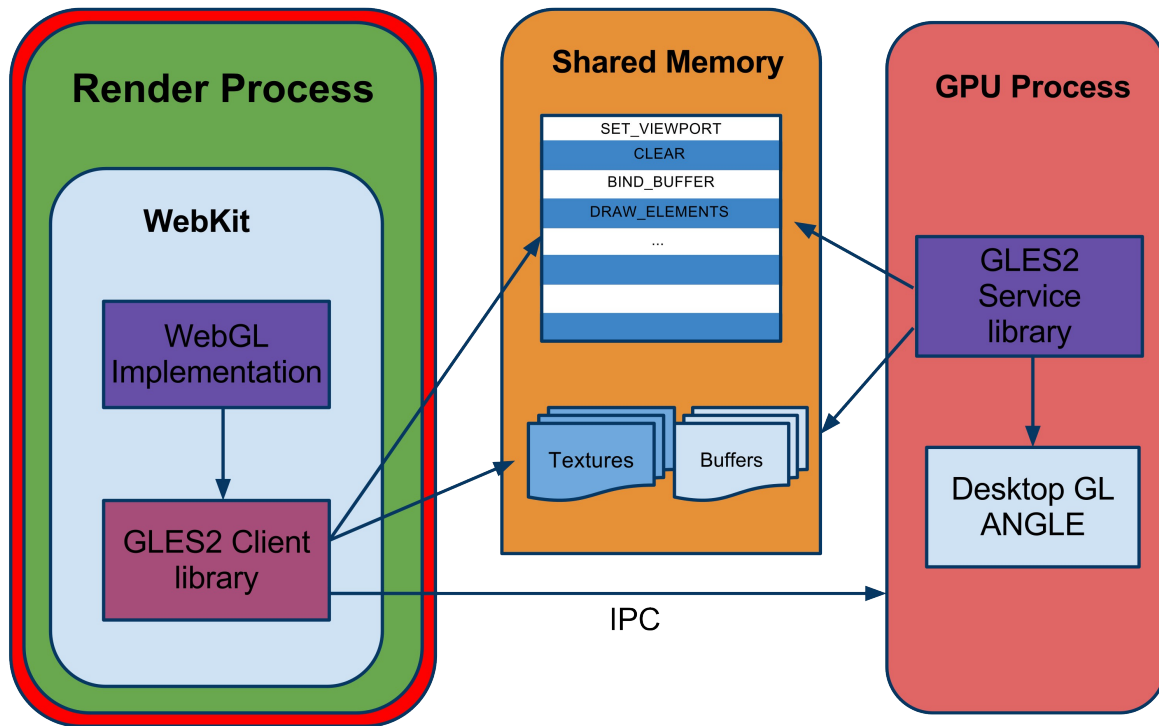 Render Process
WebKit
WebGL
Implementation
GLES2 Client
library
Shared Memory
SET_VIEWPORT
CLEAR
BIND_BUFFER
DRAW_ELEMENTS
...
Textures
Buffers
IPC
GPU Process
GLES2
Service
library
Desktop GL
ANGLE